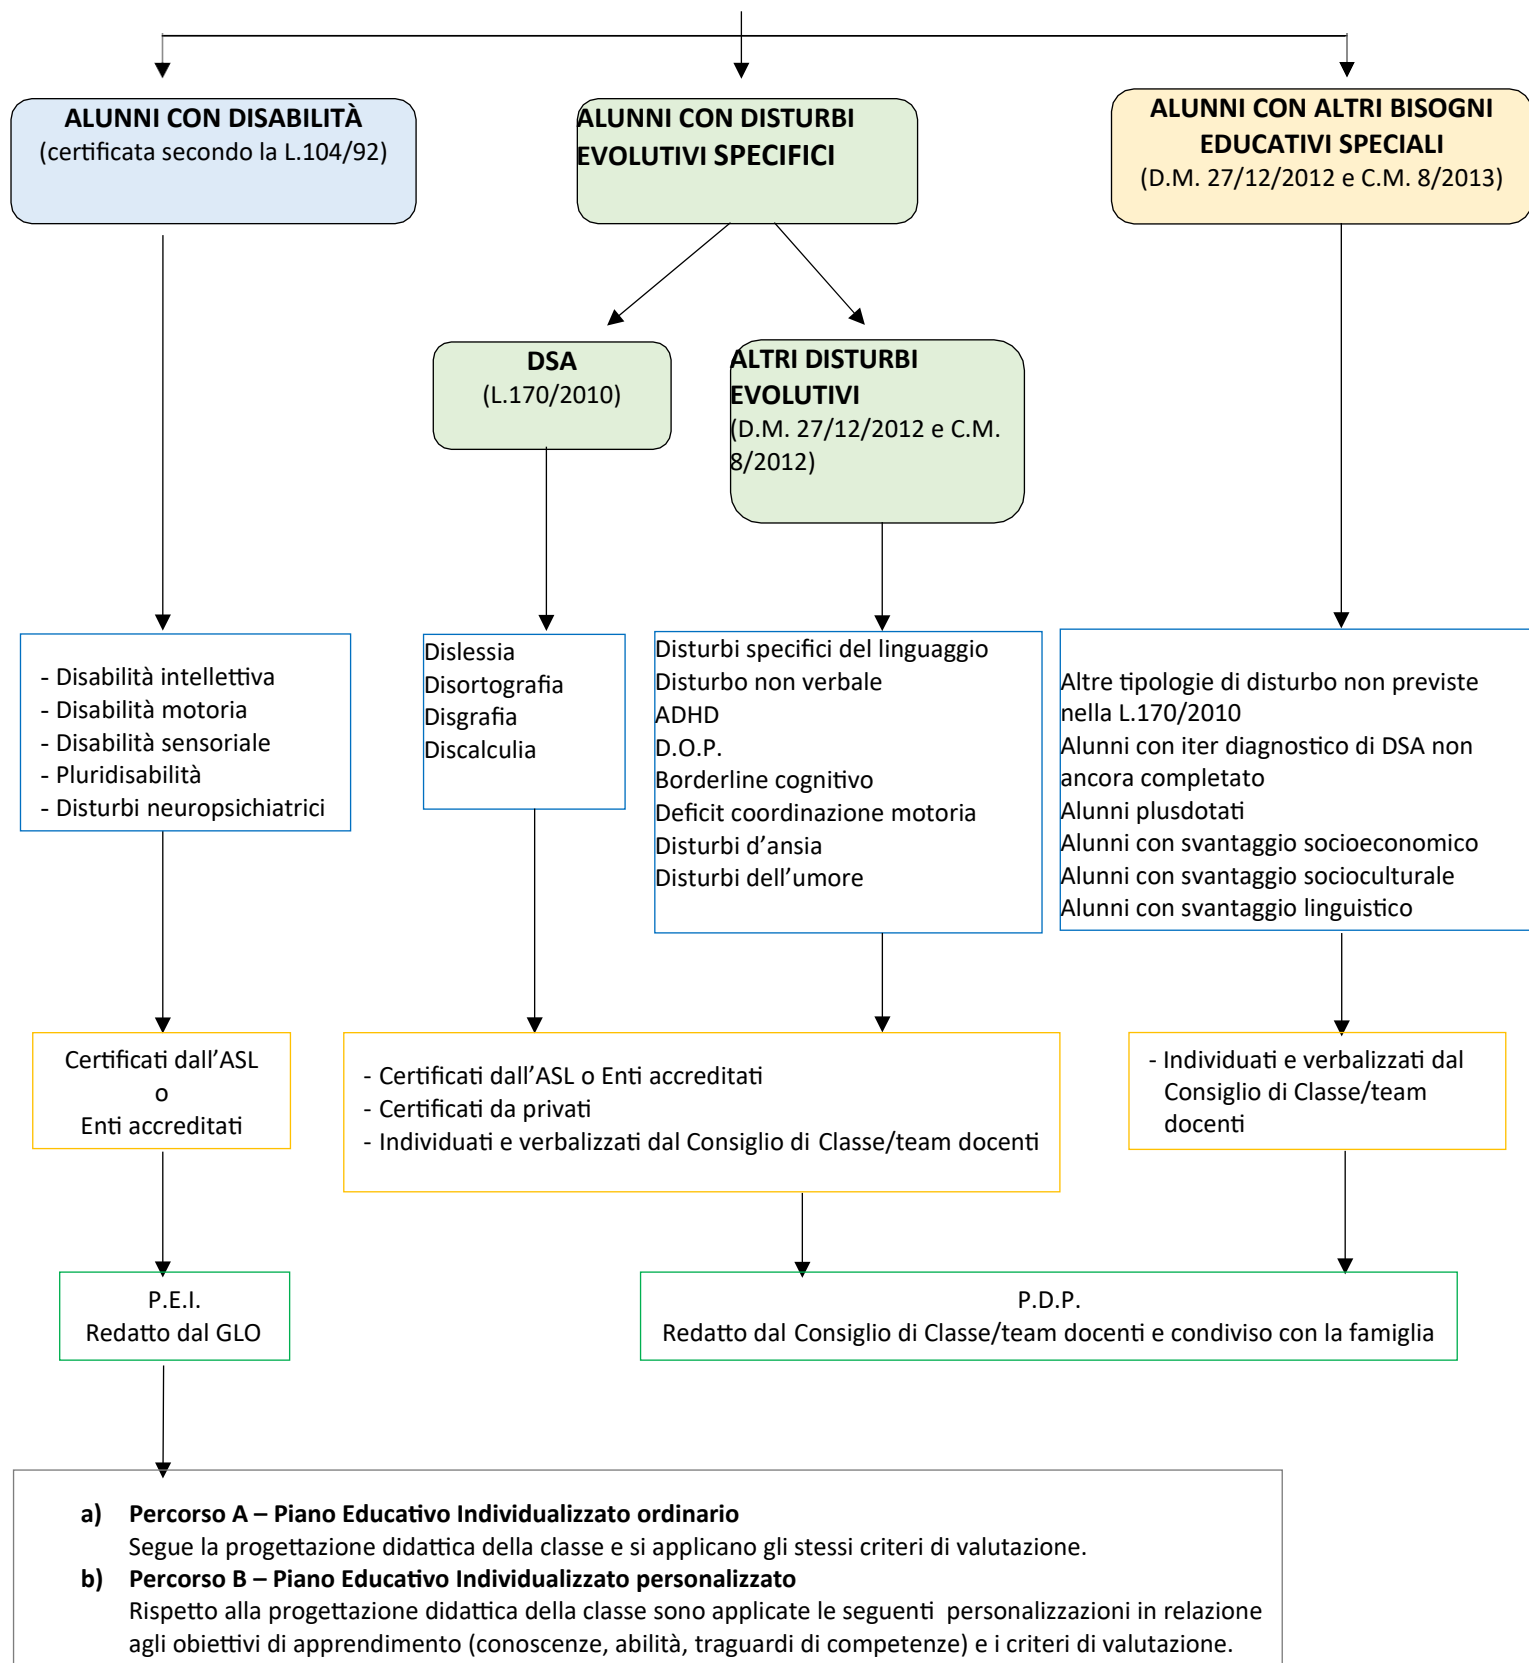 ALUNNI CON DISABILITÀ
(certificata secondo la L.104/92)
ALUNNI CON DISTURBI
EVOLUTIVI SPECIFICI
ALUNNI CON ALTRI BISOGNI
EDUCATIVI SPECIALI
(D.M. 27/12/2012 e C.M. 8/2013)
DSA
(L.170/2010)
ALTRI DISTURBI
EVOLUTIVI
(D.M. 27/12/2012 e C.M.
8/2012)
- Disabilità intellettiva
- Disabilità motoria
- Disabilità sensoriale
- Pluridisabilità
- Disturbi neuropsichiatrici
Dislessia
Disortografia
Disgrafia
Discalculia
Disturbi specifici del linguaggio
Disturbo non verbale
ADHD
D.O.P.
Borderline cognitivo
Deficit coordinazione motoria
Disturbi d’ansia
Disturbi dell’umore
Altre tipologie di disturbo non previste
nella L.170/2010
Alunni con iter diagnostico di DSA non
ancora completato
Alunni plusdotati
Alunni con svantaggio socioeconomico
Alunni con svantaggio socioculturale
Alunni con svantaggio linguistico
Certificati dall’ASL
o
Enti accreditati
- Certificati dall’ASL o Enti accreditati
- Certificati da privati
- Individuati e verbalizzati dal Consiglio di Classe/team docenti
- Individuati e verbalizzati dal
Consiglio di Classe/team
docenti
P.E.I.
Redatto dal GLO
P.D.P.
Redatto dal Consiglio di Classe/team docenti e condiviso con la famiglia
a) Percorso A – Piano Educativo Individualizzato ordinario
Segue la progettazione didattica della classe e si applicano gli stessi criteri di valutazione.
b) Percorso B – Piano Educativo Individualizzato personalizzato
Rispetto alla progettazione didattica della classe sono applicate le seguenti personalizzazioni in relazione
agli obiettivi di apprendimento (conoscenze, abilità, traguardi di competenze) e i criteri di valutazione.